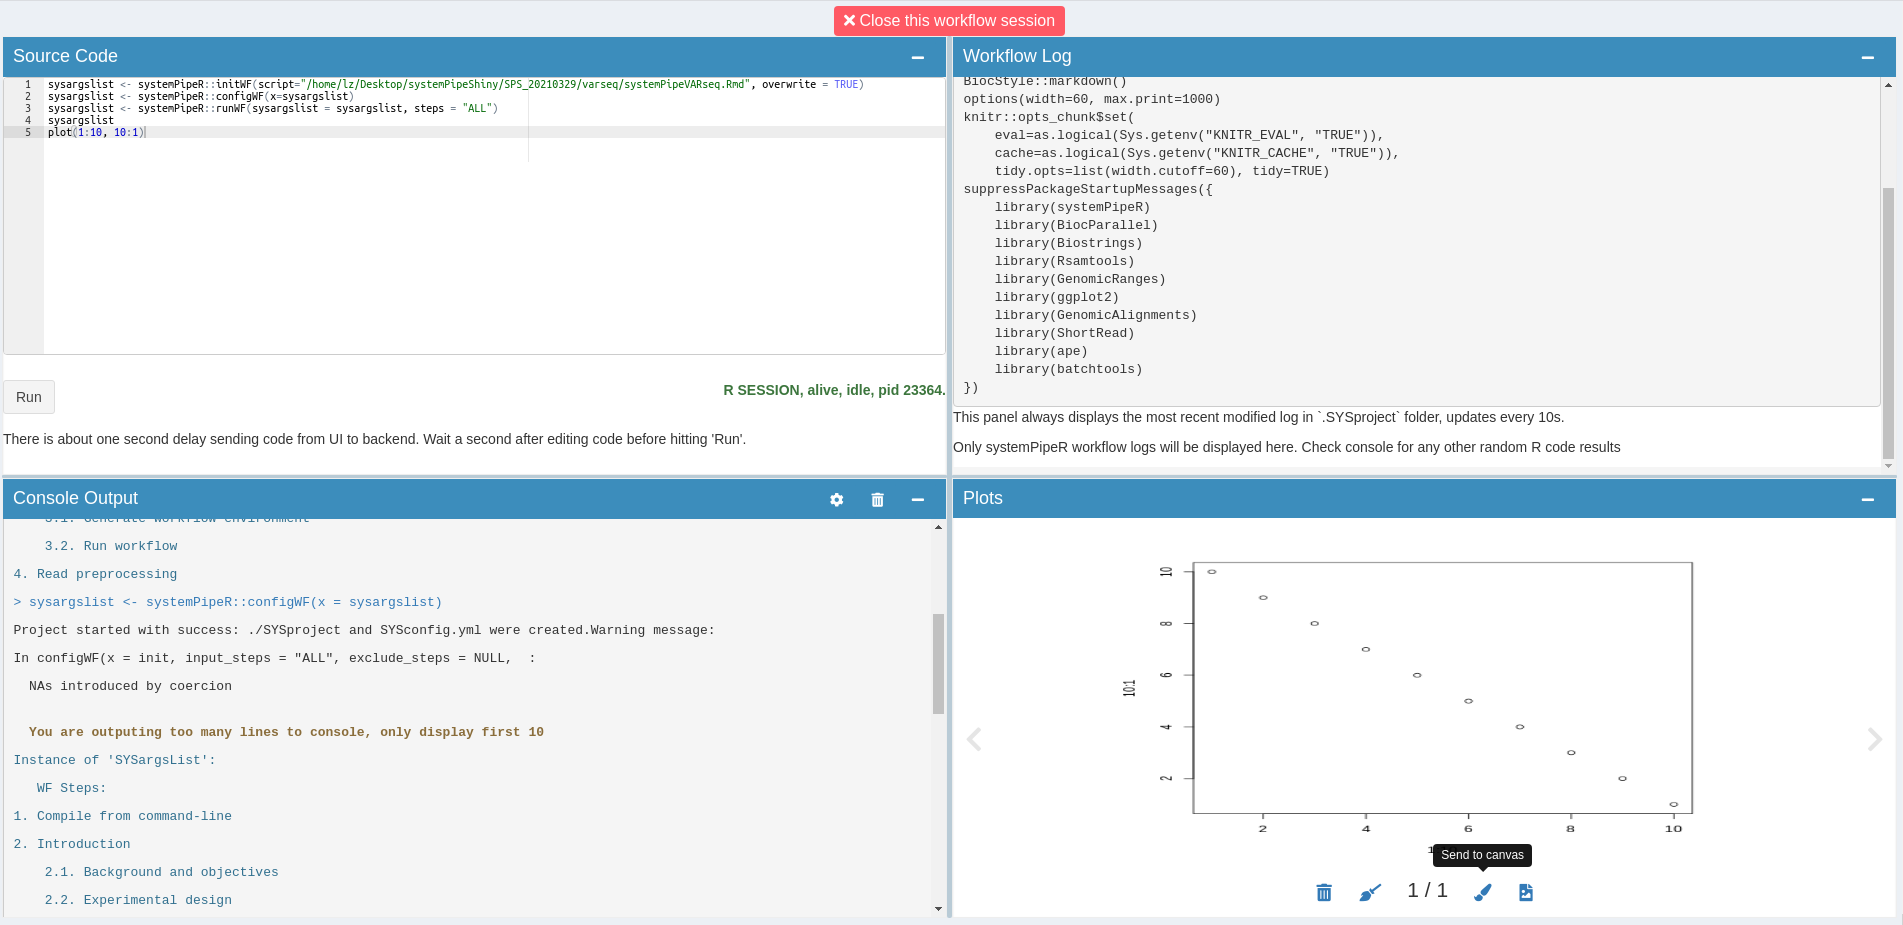 Close this workflow session
Source Code
1 sysargslist <- systemPipeR::initWF(script="/home/lz/Desktop/systemPipeShiny/SPS_20210329/varseq/systemPipeVARseq.Rmd", overwrite = TRUE)
2 sysargslist <- systemPipeR::configWF(x=sysargslist)
3 sysargslist <- systemPipeR::runWF(sysargslist = sysargslist, steps = "ALL")
4 sysargslist
5 plot(1:10, 10:1)
Run
R SESSION, alive, idle, pid 23364.
There is about one second delay sending code from UI to backend. Wait a second after editing code before hitting 'Run'.
Workflow Log
BiocStyle::markdown()
options(width=60, max.print=1000)
knitr::opts_chunk$set(
    eval=as.logical(Sys.getenv("KNITR_EVAL", "TRUE")),
    cache=as.logical(Sys.getenv("KNITR_CACHE", "TRUE")),
    tidy.opts=list(width.cutoff=60), tidy=TRUE)
suppressPackageStartupMessages({
    library(systemPipeR)
    library(BiocParallel)
    library(Biostrings)
    library(Rsamtools)
    library(GenomicRanges)
    library(ggplot2)
    library(GenomicAlignments)
    library(ShortRead)
    library(ape)
    library(batchtools)
})
This panel always displays the most recent modified log in `.SYSproject` folder, updates every 10s.
Only systemPipeR workflow logs will be displayed here. Check console for any other random R code results
Console Output
3.1. Generate workflow environment
3.2. Run workflow
4. Read preprocessing
> sysargslist <- systemPipeR::configWF(x = sysargslist)
Project started with success: ./SYSproject and SYSconfig.yml were created.Warning message:
In configWF(x = init, input_steps = "ALL", exclude_steps = NULL,  :
  NAs introduced by coercion
You are outputing too many lines to console, only display first 10
Instance of 'SYSargsList':
   WF Steps:
1. Compile from command-line
2. Introduction
    2.1. Background and objectives
    2.2. Experimental design
Plots
10
8
6
4
2
10:1
2 4 6 8 10
Send to canvas
1 / 1